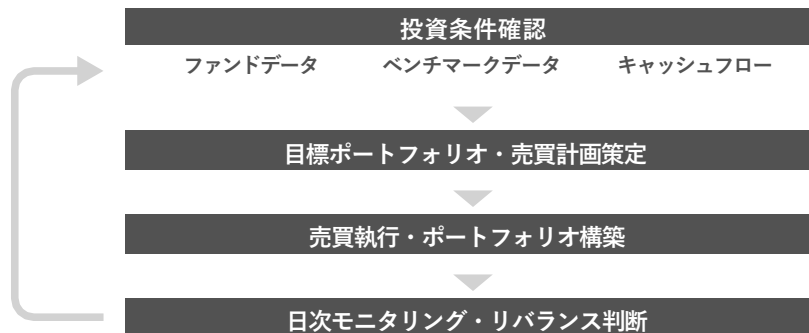 投資条件確認
ファンドデータ ベンチマークデータ キャッシュフロー
目標ポートフォリオ・売買計画策定
売買執行・ポートフォリオ構築
日次モニタリング・リバランス判断